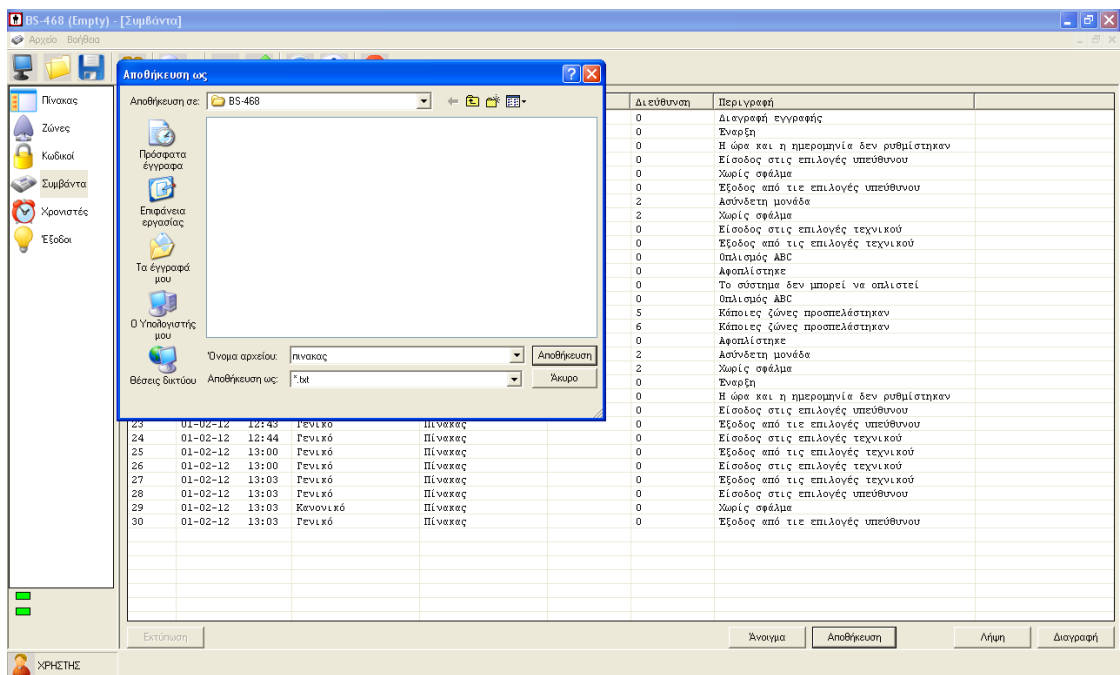 BS-468 (Empty) - [Συμβάντα]
Αρχείο Βοήθεια
Πίνακας
Ζώνες
Κωδικοί
Συμβάντα
Χρονιστές
Έξοδοι
Αποθήκευση ως
Αποθήκευση σε: BS-468
Πρόσφατα
έγγραφα
Επιφάνεια
εργασίας
Τα έγγραφά
μου
Ο Υπολογιστής
μου
Θέσεις δικτύου
Όνομα αρχείου: πινακας Αποθήκευση
Αποθήκευση ως: *.txt Άκυρο
Διεύθυνση Περιγραφή
0 Διαγραφή εγγραφής
0 Έναρξη
0 Η ώρα και η ημερομηνία δεν ρυθμίστηκαν
0 Είσοδος στις επιλογές υπεύθυνου
0 Χωρίς σφάλμα
0 Έξοδος από τιε επιλογές υπεύθυνου
2 Ασύνδετη μονάδα
2 Χωρίς σφάλμα
0 Είσοδος στις επιλογές τεχνικού
0 Έξοδος από τις επιλογές τεχνικού
0 Οπλισμός ABC
0 Αφοπλίστηκε
0 Το σύστημα δεν μπορεί να οπλιστεί
0 Οπλισμός ABC
5 Κάποιες ζώνες προσπελάστηκαν
6 Κάποιες ζώνες προσπελάστηκαν
0 Αφοπλίστηκε
2 Ασύνδετη μονάδα
2 Χωρίς σφάλμα
0 Έναρξη
0 Η ώρα και η ημερομηνία δεν ρυθμίστηκαν
0 Είσοδος στις επιλογές υπεύθυνου
23 01-02-12 12:43 Γενικό Πίνακας 0 Έξοδος από τιε επιλογές υπεύθυνου
24 01-02-12 12:44 Γενικό Πίνακας 0 Είσοδος στις επιλογές τεχνικού
25 01-02-12 13:00 Γενικό Πίνακας 0 Έξοδος από τις επιλογές τεχνικού
26 01-02-12 13:00 Γενικό Πίνακας 0 Είσοδος στις επιλογές τεχνικού
27 01-02-12 13:03 Γενικό Πίνακας 0 Έξοδος από τις επιλογές τεχνικού
28 01-02-12 13:03 Γενικό Πίνακας 0 Είσοδος στις επιλογές υπεύθυνου
29 01-02-12 13:03 Κανονικό Πίνακας 0 Χωρίς σφάλμα
30 01-02-12 13:03 Γενικό Πίνακας 0 Έξοδος από τιε επιλογές υπεύθυνου
Εκτύπωση Άνοιγμα Αποθήκευση Λήψη Διαγραφή
ΧΡΗΣΤΗΣ